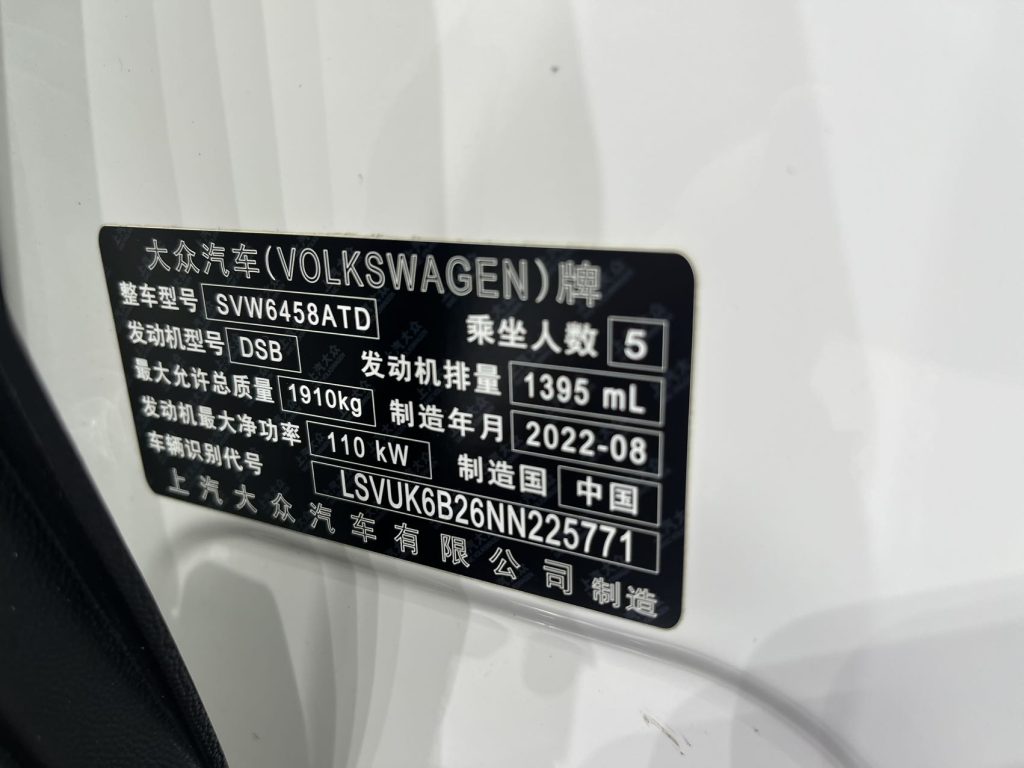 大众汽车(VOLKSWAGEN)牌
整车型号 SVW6458ATD 乘坐人数 5
发动机型号 DSB 发动机排量 1395 mL
最大允许总质量 1910kg 制造年月 2022-08
发动机最大净功率 110 kW 制造国 中国
车辆识别代号 LSVUK6B26NN225771
上汽大众汽车有限公司 制造